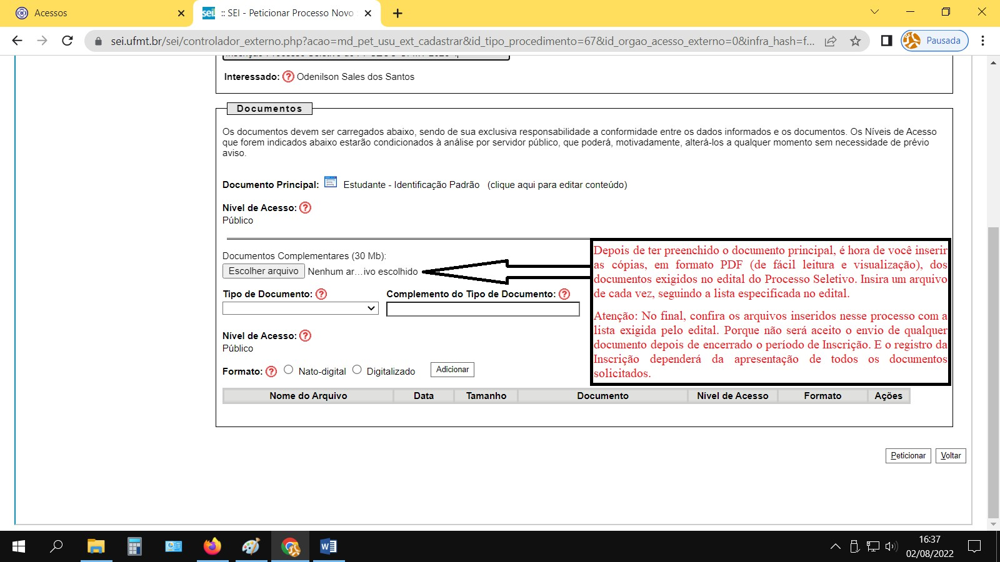 Acessos
sei! :: SEI - Peticionar Processo Novo
sei.ufmt.br/sei/controlador_externo.php?acao=md_pet_usu_ext_cadastrar&id_tipo_procedimento=67&id_orgao_acesso_externo=0&infra_hash=f...
Pausada
Interessado: ? Odenilson Sales dos Santos
Documentos
Os documentos devem ser carregados abaixo, sendo de sua exclusiva responsabilidade a conformidade entre os dados informados e os documentos. Os Níveis de Acesso
que forem indicados abaixo estarão condicionados à análise por servidor público, que poderá, motivadamente, alterá-los a qualquer momento sem necessidade de prévio
aviso.
Documento Principal: Estudante - Identificação Padrão (clique aqui para editar conteúdo)
Nível de Acesso: ?
Público
Documentos Complementares (30 Mb):
Escolher arquivo Nenhum ar...ivo escolhido
Tipo de Documento: ? Complemento do Tipo de Documento: ?
Nível de Acesso: ?
Público
Formato: ? Nato-digital Digitalizado Adicionar
Depois de ter preenchido o documento principal, é hora de você inserir
as cópias, em formato PDF (de fácil leitura e visualização), dos
documentos exigidos no edital do Processo Seletivo. Insira um arquivo
de cada vez, seguindo a lista especificada no edital.
Atenção: No final, confira os arquivos inseridos nesse processo com a
lista exigida pelo edital. Porque não será aceito o envio de qualquer
documento depois de encerrado o período de Inscrição. E o registro da
Inscrição dependerá da apresentação de todos os documentos
solicitados.
Nome do Arquivo Data Tamanho Documento Nível de Acesso Formato Ações
Peticionar Voltar
16:37
02/08/2022